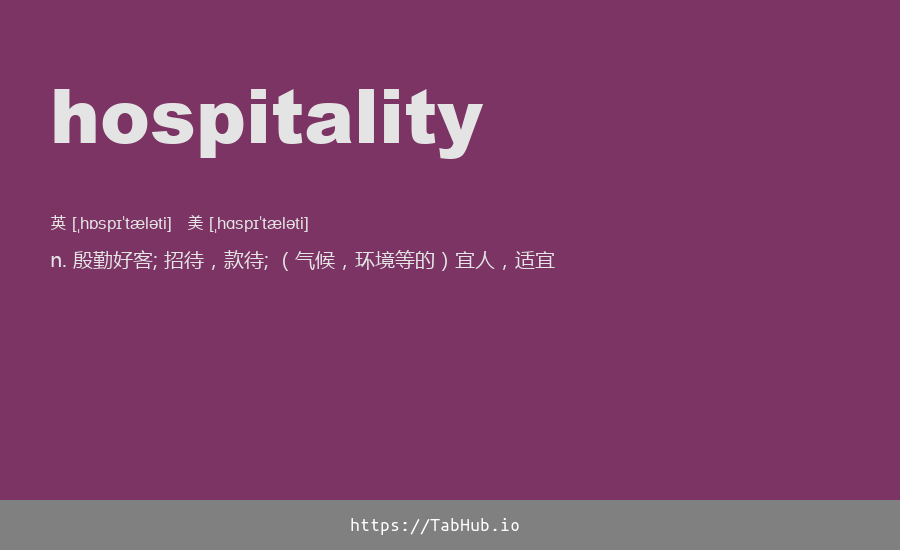 hospitality
英 [ˌhɒspɪˈtæləti] 美 [ˌhɑspɪˈtæləti]
n. 殷勤好客; 招待，款待; （气候，环境等的）宜人，适宜
https://TabHub.io